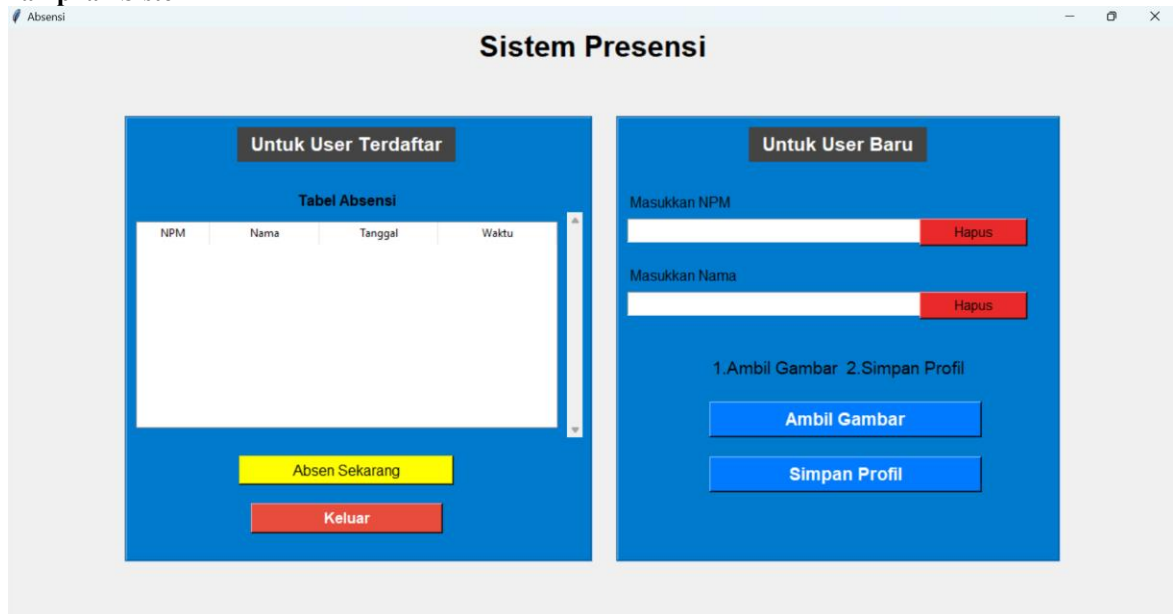 Absensi
Sistem Presensi
Untuk User Terdaftar
Tabel Absensi
NPM Nama Tanggal Waktu
Absen Sekarang
Keluar
Untuk User Baru
Masukkan NPM
Hapus
Masukkan Nama
Hapus
1.Ambil Gambar 2.Simpan Profil
Ambil Gambar
Simpan Profil